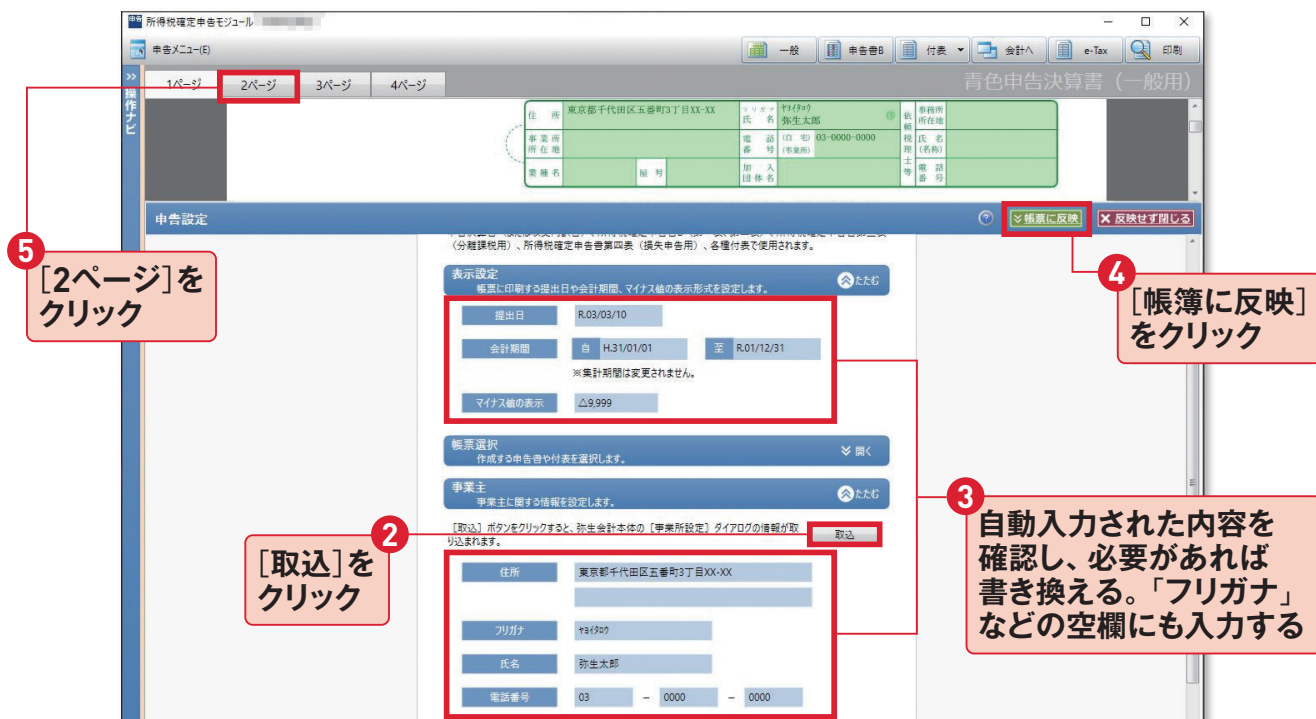 所得税確定申告モジュール
申告メニュー(E)
一般 申告書B 付表 会計へ e-Tax 印刷
1ページ 2ページ 3ページ 4ページ
青色申告決算書（一般用）
操作ナビ
住所 東京都千代田区五番町3丁目XX-XX
フリガナ ﾔﾖｲﾀﾛｳ
氏名 弥生太郎
事業所所在地
電話番号 (自宅) 03-0000-0000
(事業所)
業種名 屋号 加入団体名
依頼税理士等
事務所所在地
氏名(名称)
電話番号
申告設定 帳票に反映 反映せず閉じる
（分離課税用）、所得税確定申告書第四表（損失申告用）、各種付表で使用されます。
表示設定 たたむ
帳票に印刷する提出日や会計期間、マイナス値の表示形式を設定します。
提出日 R.03/03/10
会計期間 自 H.31/01/01 至 R.01/12/31
※集計期間は変更されません。
マイナス値の表示 △9,999
帳票選択 開く
作成する申告書や付表を選択します。
事業主 たたむ
事業主に関する情報を設定します。
［取込］ボタンをクリックすると、弥生会計本体の［事業所設定］ダイアログの情報が取
り込まれます。
取込
住所 東京都千代田区五番町3丁目XX-XX
フリガナ ﾔﾖｲﾀﾛｳ
氏名 弥生太郎
電話番号 03 － 0000 － 0000
2
［取込］を
クリック
3
自動入力された内容を
確認し、必要があれば
書き換える。「フリガナ」
などの空欄にも入力する
4
［帳簿に反映］
をクリック
5
［2ページ］を
クリック